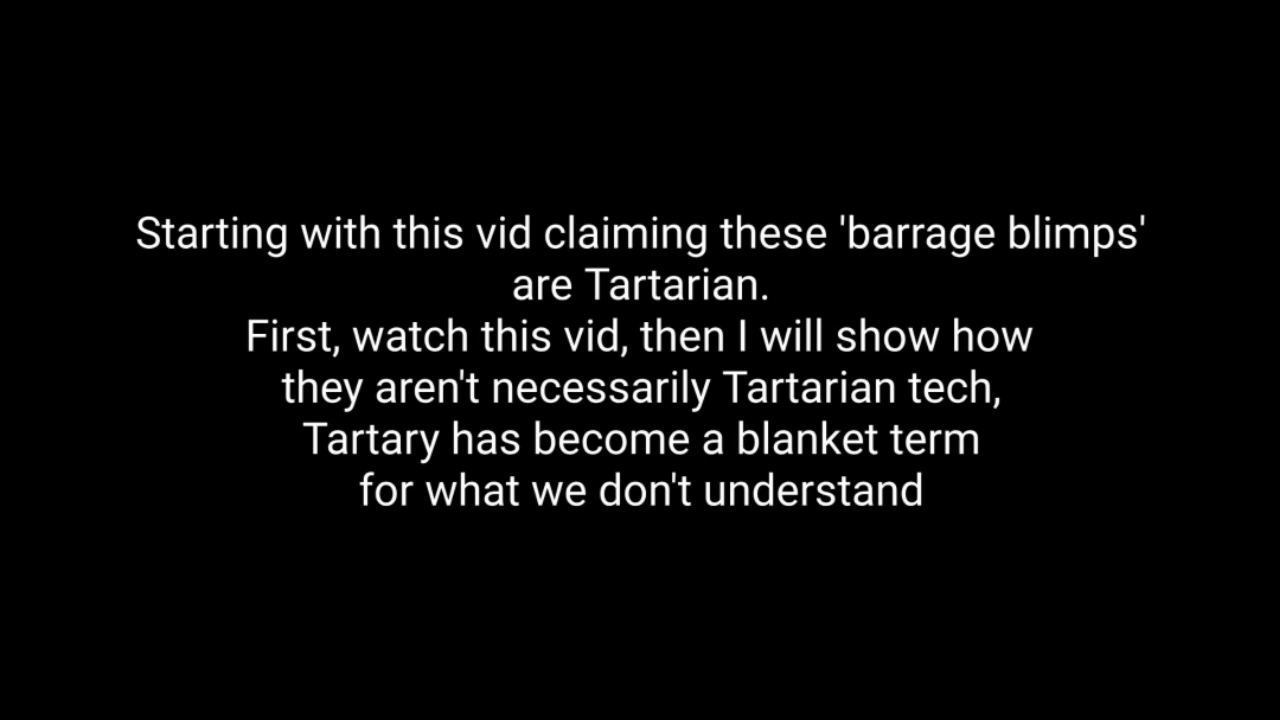 Starting with this vid claiming these 'barrage blimps'
are Tartarian.
First, watch this vid, then I will show how
they aren't necessarily Tartarian tech,
Tartary has become a blanket term
for what we don't understand